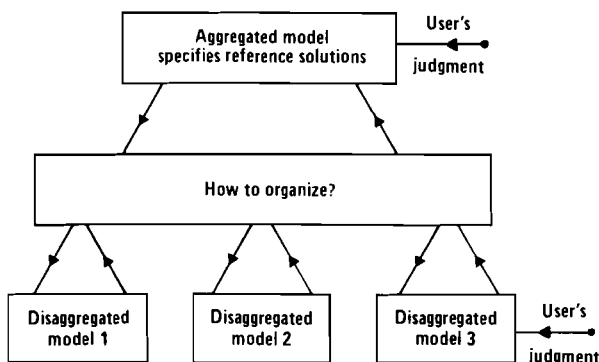 Aggregated model
specifies reference solutions
User's
judgment
How to organize?
Disaggregated
model 1
Disaggregated
model 2
Disaggregated
model 3
User's
judgment